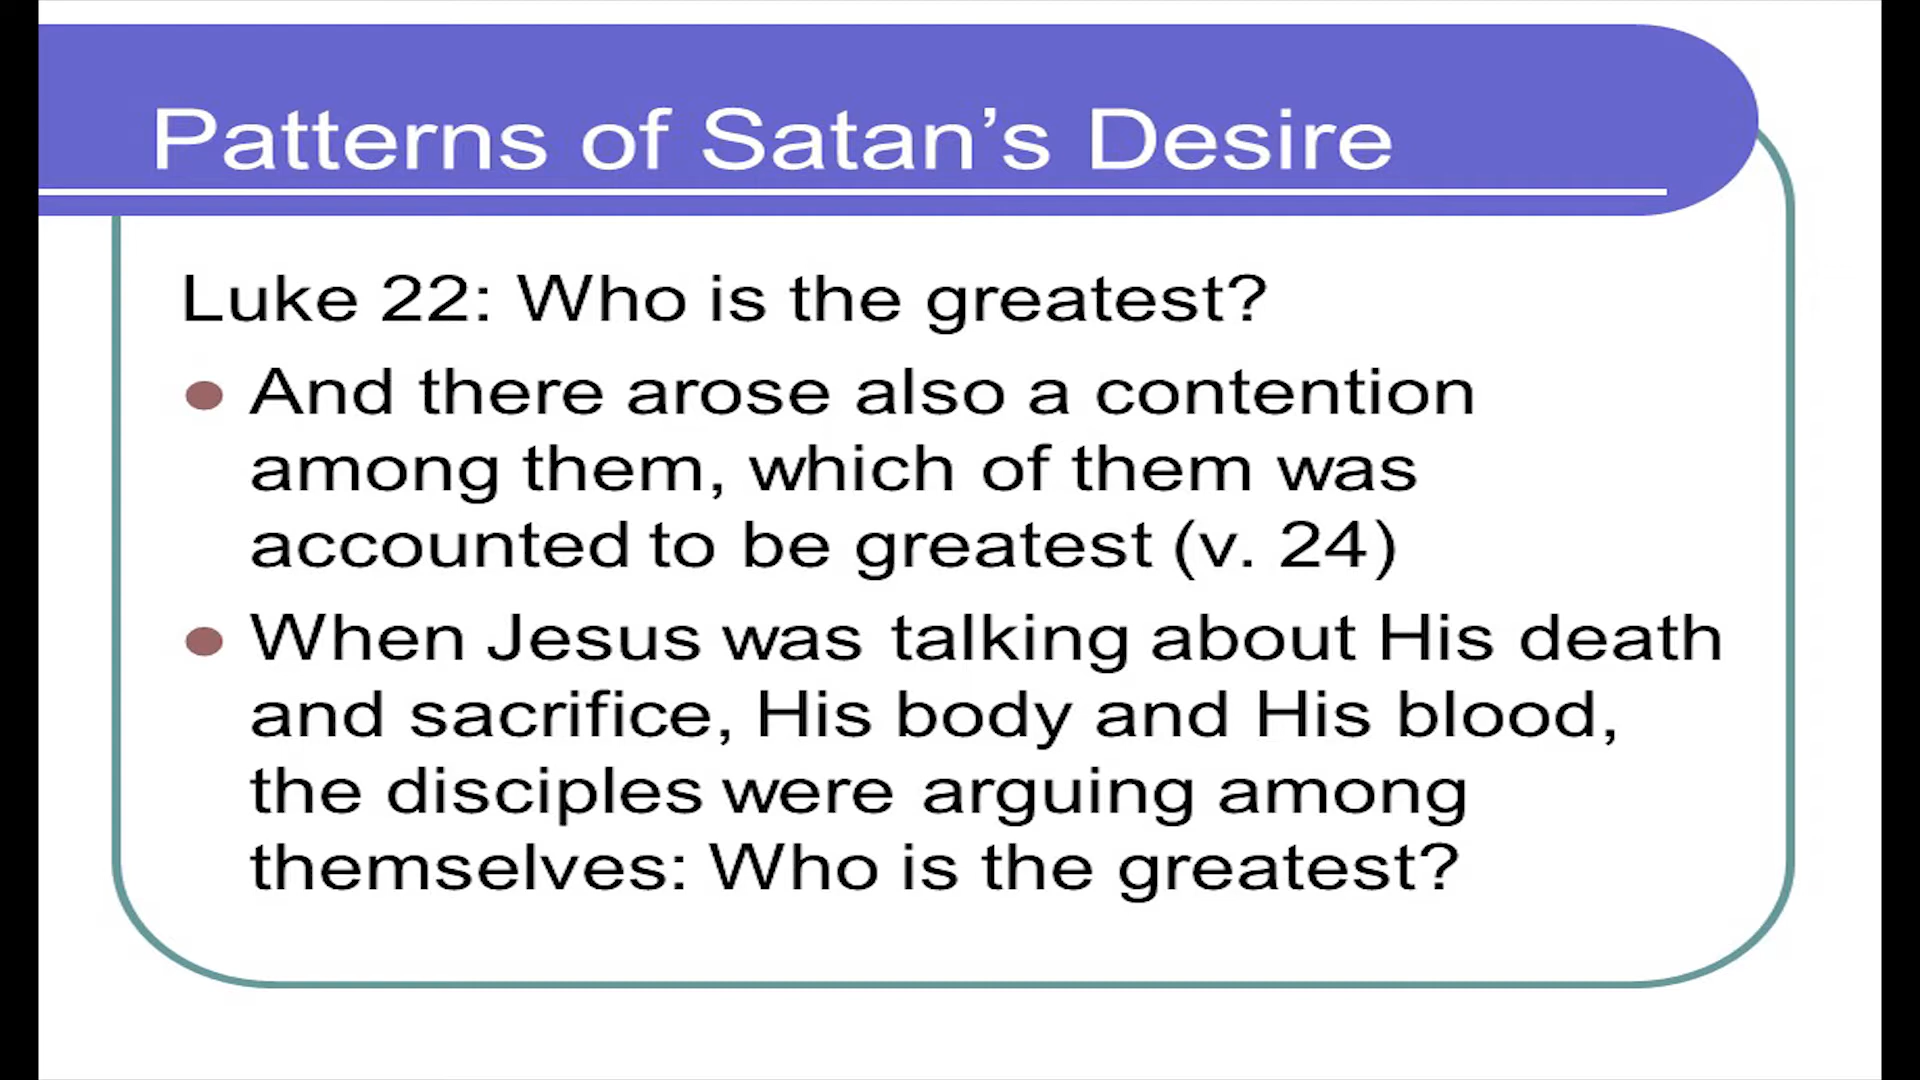 Patterns of Satan’s Desire
Luke 22: Who is the greatest?
● And there arose also a contention
among them, which of them was
accounted to be greatest (v. 24)
● When Jesus was talking about His death
and sacrifice, His body and His blood,
the disciples were arguing among
themselves: Who is the greatest?